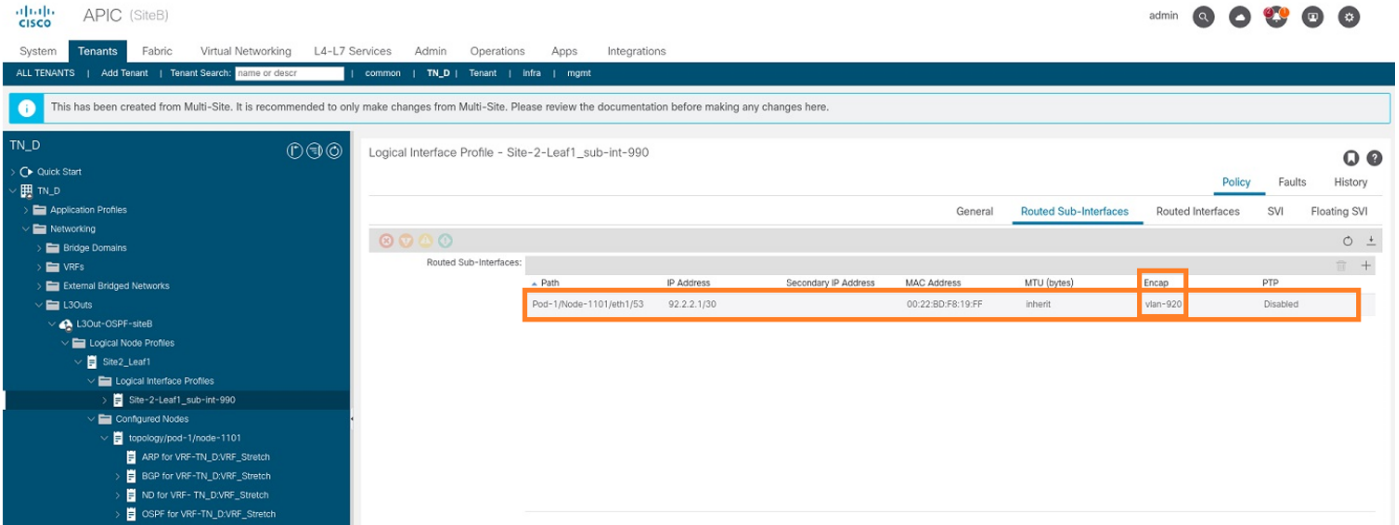 CISCO
APIC (SiteB)
admin
System Tenants Fabric Virtual Networking L4-L7 Services Admin Operations Apps Integrations
ALL TENANTS | Add Tenant | Tenant Search: name or descr | common | TN_D | Tenant | infra | mgmt
This has been created from Multi-Site. It is recommended to only make changes from Multi-Site. Please review the documentation before making any changes here.
TN_D
Quick Start
TN_D
Application Profiles
Networking
Bridge Domains
VRFs
External Bridged Networks
L3Outs
L3Out-OSPF-siteB
Logical Node Profiles
Site2_Leaf1
Logical Interface Profiles
Site-2-Leaf1_sub-int-990
Configured Nodes
topology/pod-1/node-1101
ARP for VRF-TN_D:VRF_Stretch
BGP for VRF-TN_D:VRF_Stretch
ND for VRF- TN_D:VRF_Stretch
OSPF for VRF-TN_D:VRF_Stretch
Logical Interface Profile - Site-2-Leaf1_sub-int-990
Policy Faults History
General Routed Sub-Interfaces Routed Interfaces SVI Floating SVI
Routed Sub-Interfaces:
Path IP Address Secondary IP Address MAC Address MTU (bytes) Encap PTP
Pod-1/Node-1101/eth1/53 92.2.2.1/30 00:22:BD:F8:19:FF inherit vlan-920 Disabled